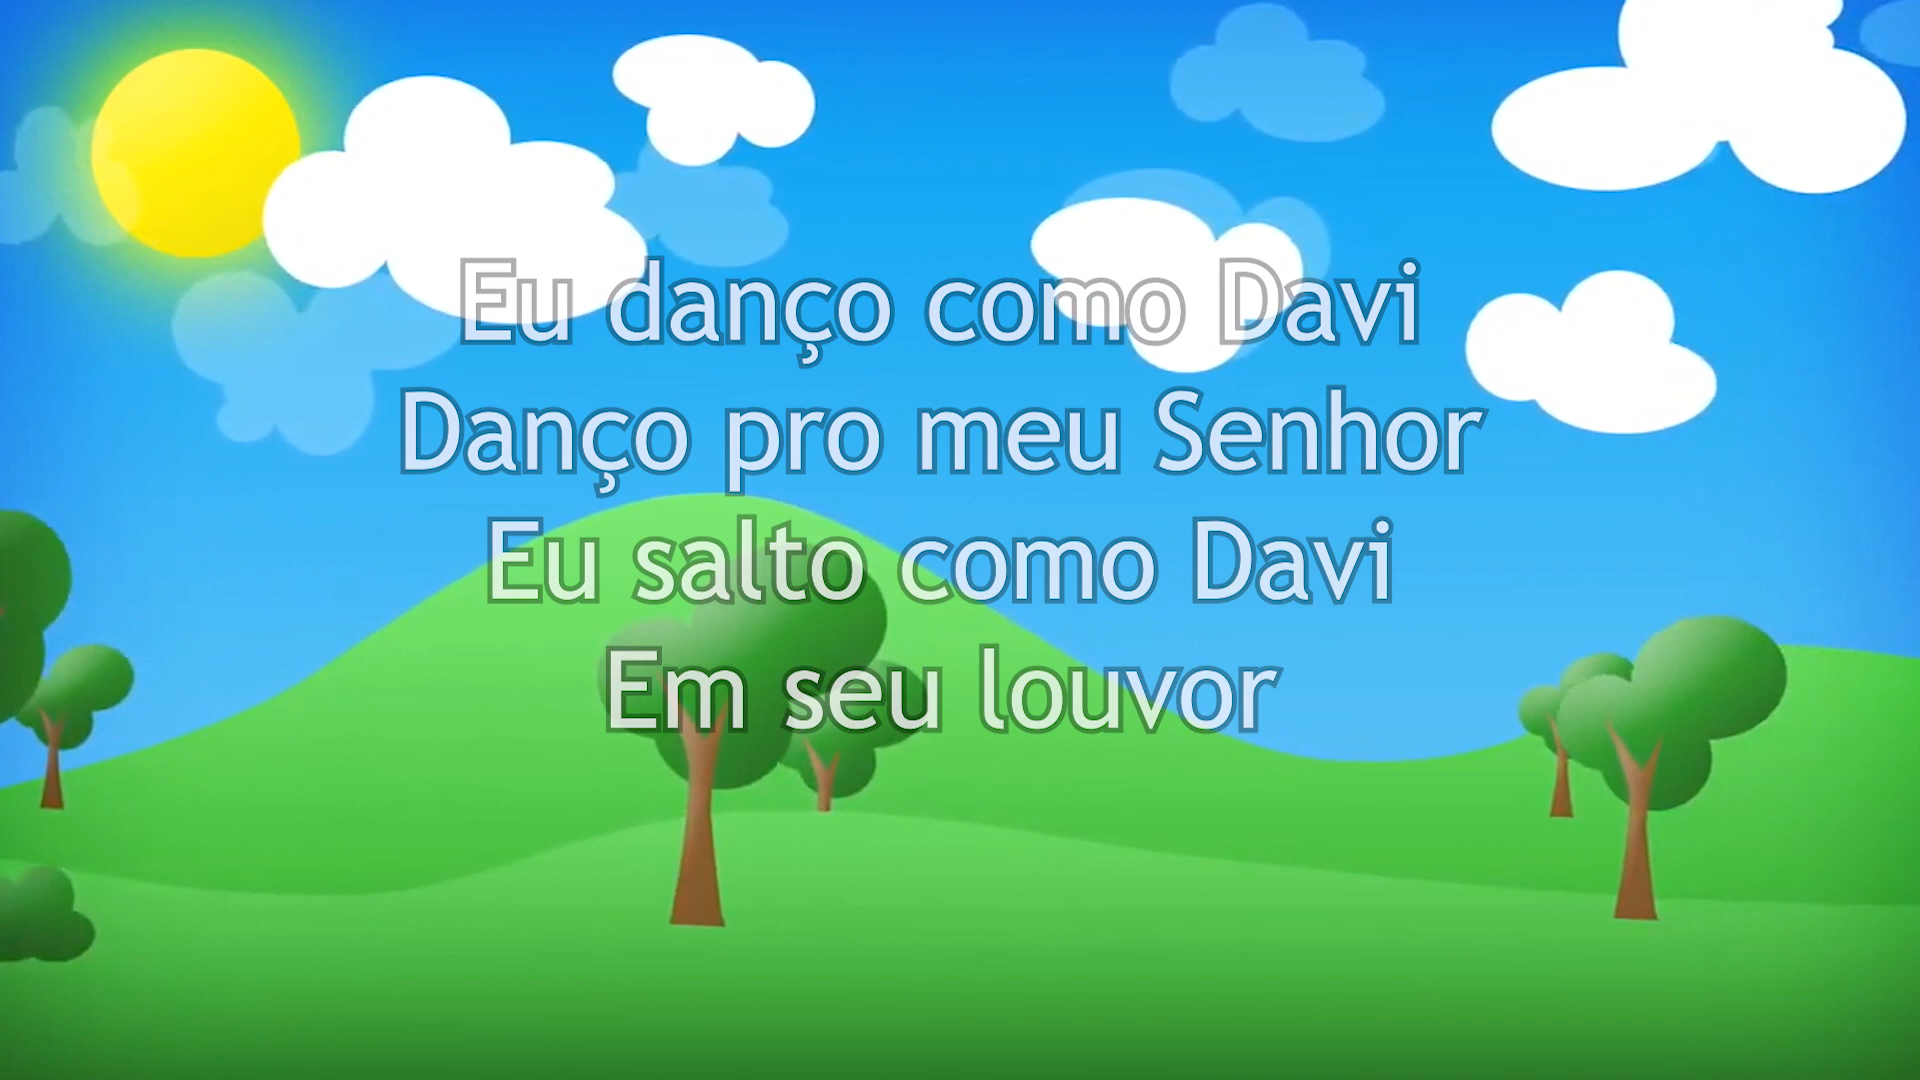 Eu danço como Davi
Danço pro meu Senhor
Eu salto como Davi
Em seu louvor